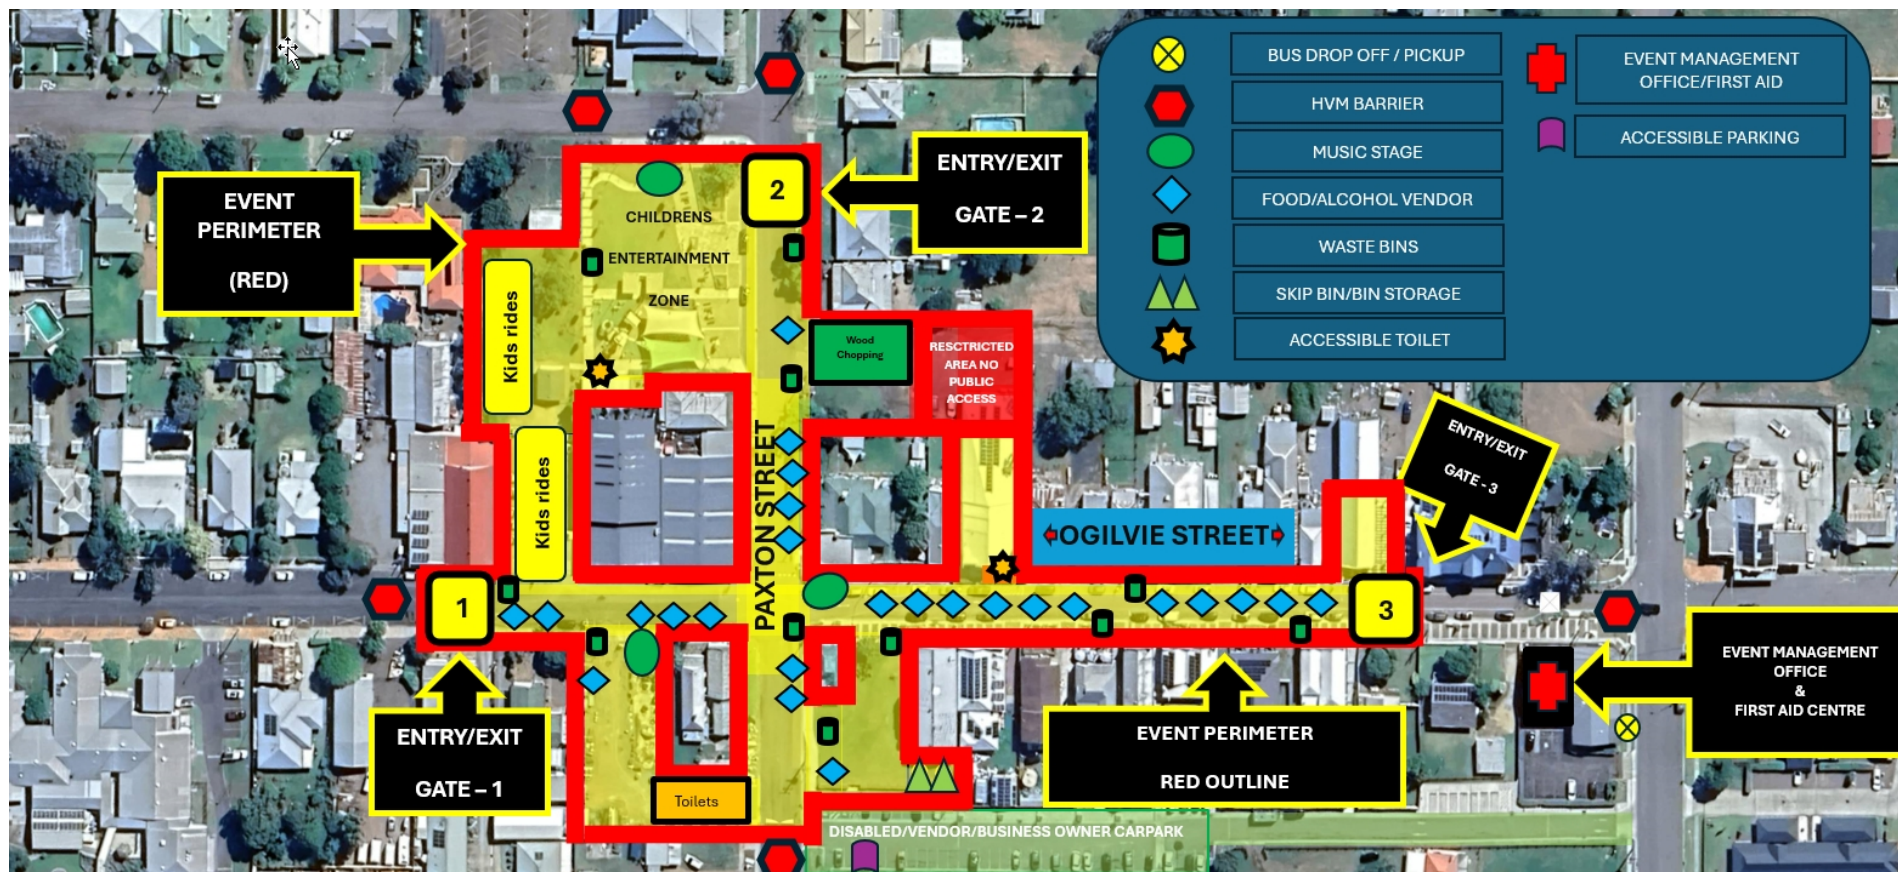 BUS DROP OFF / PICKUP
HVM BARRIER
MUSIC STAGE
FOOD/ALCOHOL VENDOR
WASTE BINS
SKIP BIN/BIN STORAGE
ACCESSIBLE TOILET
EVENT MANAGEMENT
OFFICE/FIRST AID
ACCESSIBLE PARKING
ENTRY/EXIT
GATE – 2
2
EVENT
PERIMETER
(RED)
CHILDRENS
ENTERTAINMENT
ZONE
Kids rides
Kids rides
Wood
Chopping
RESCTRICTED
AREA NO
PUBLIC
ACCESS
PAXTON STREET
OGILVIE STREET
ENTRY/EXIT
GATE - 3
1
3
ENTRY/EXIT
GATE – 1
Toilets
EVENT PERIMETER
RED OUTLINE
EVENT MANAGEMENT
OFFICE
&
FIRST AID CENTRE
DISABLED/VENDOR/BUSINESS OWNER CARPARK